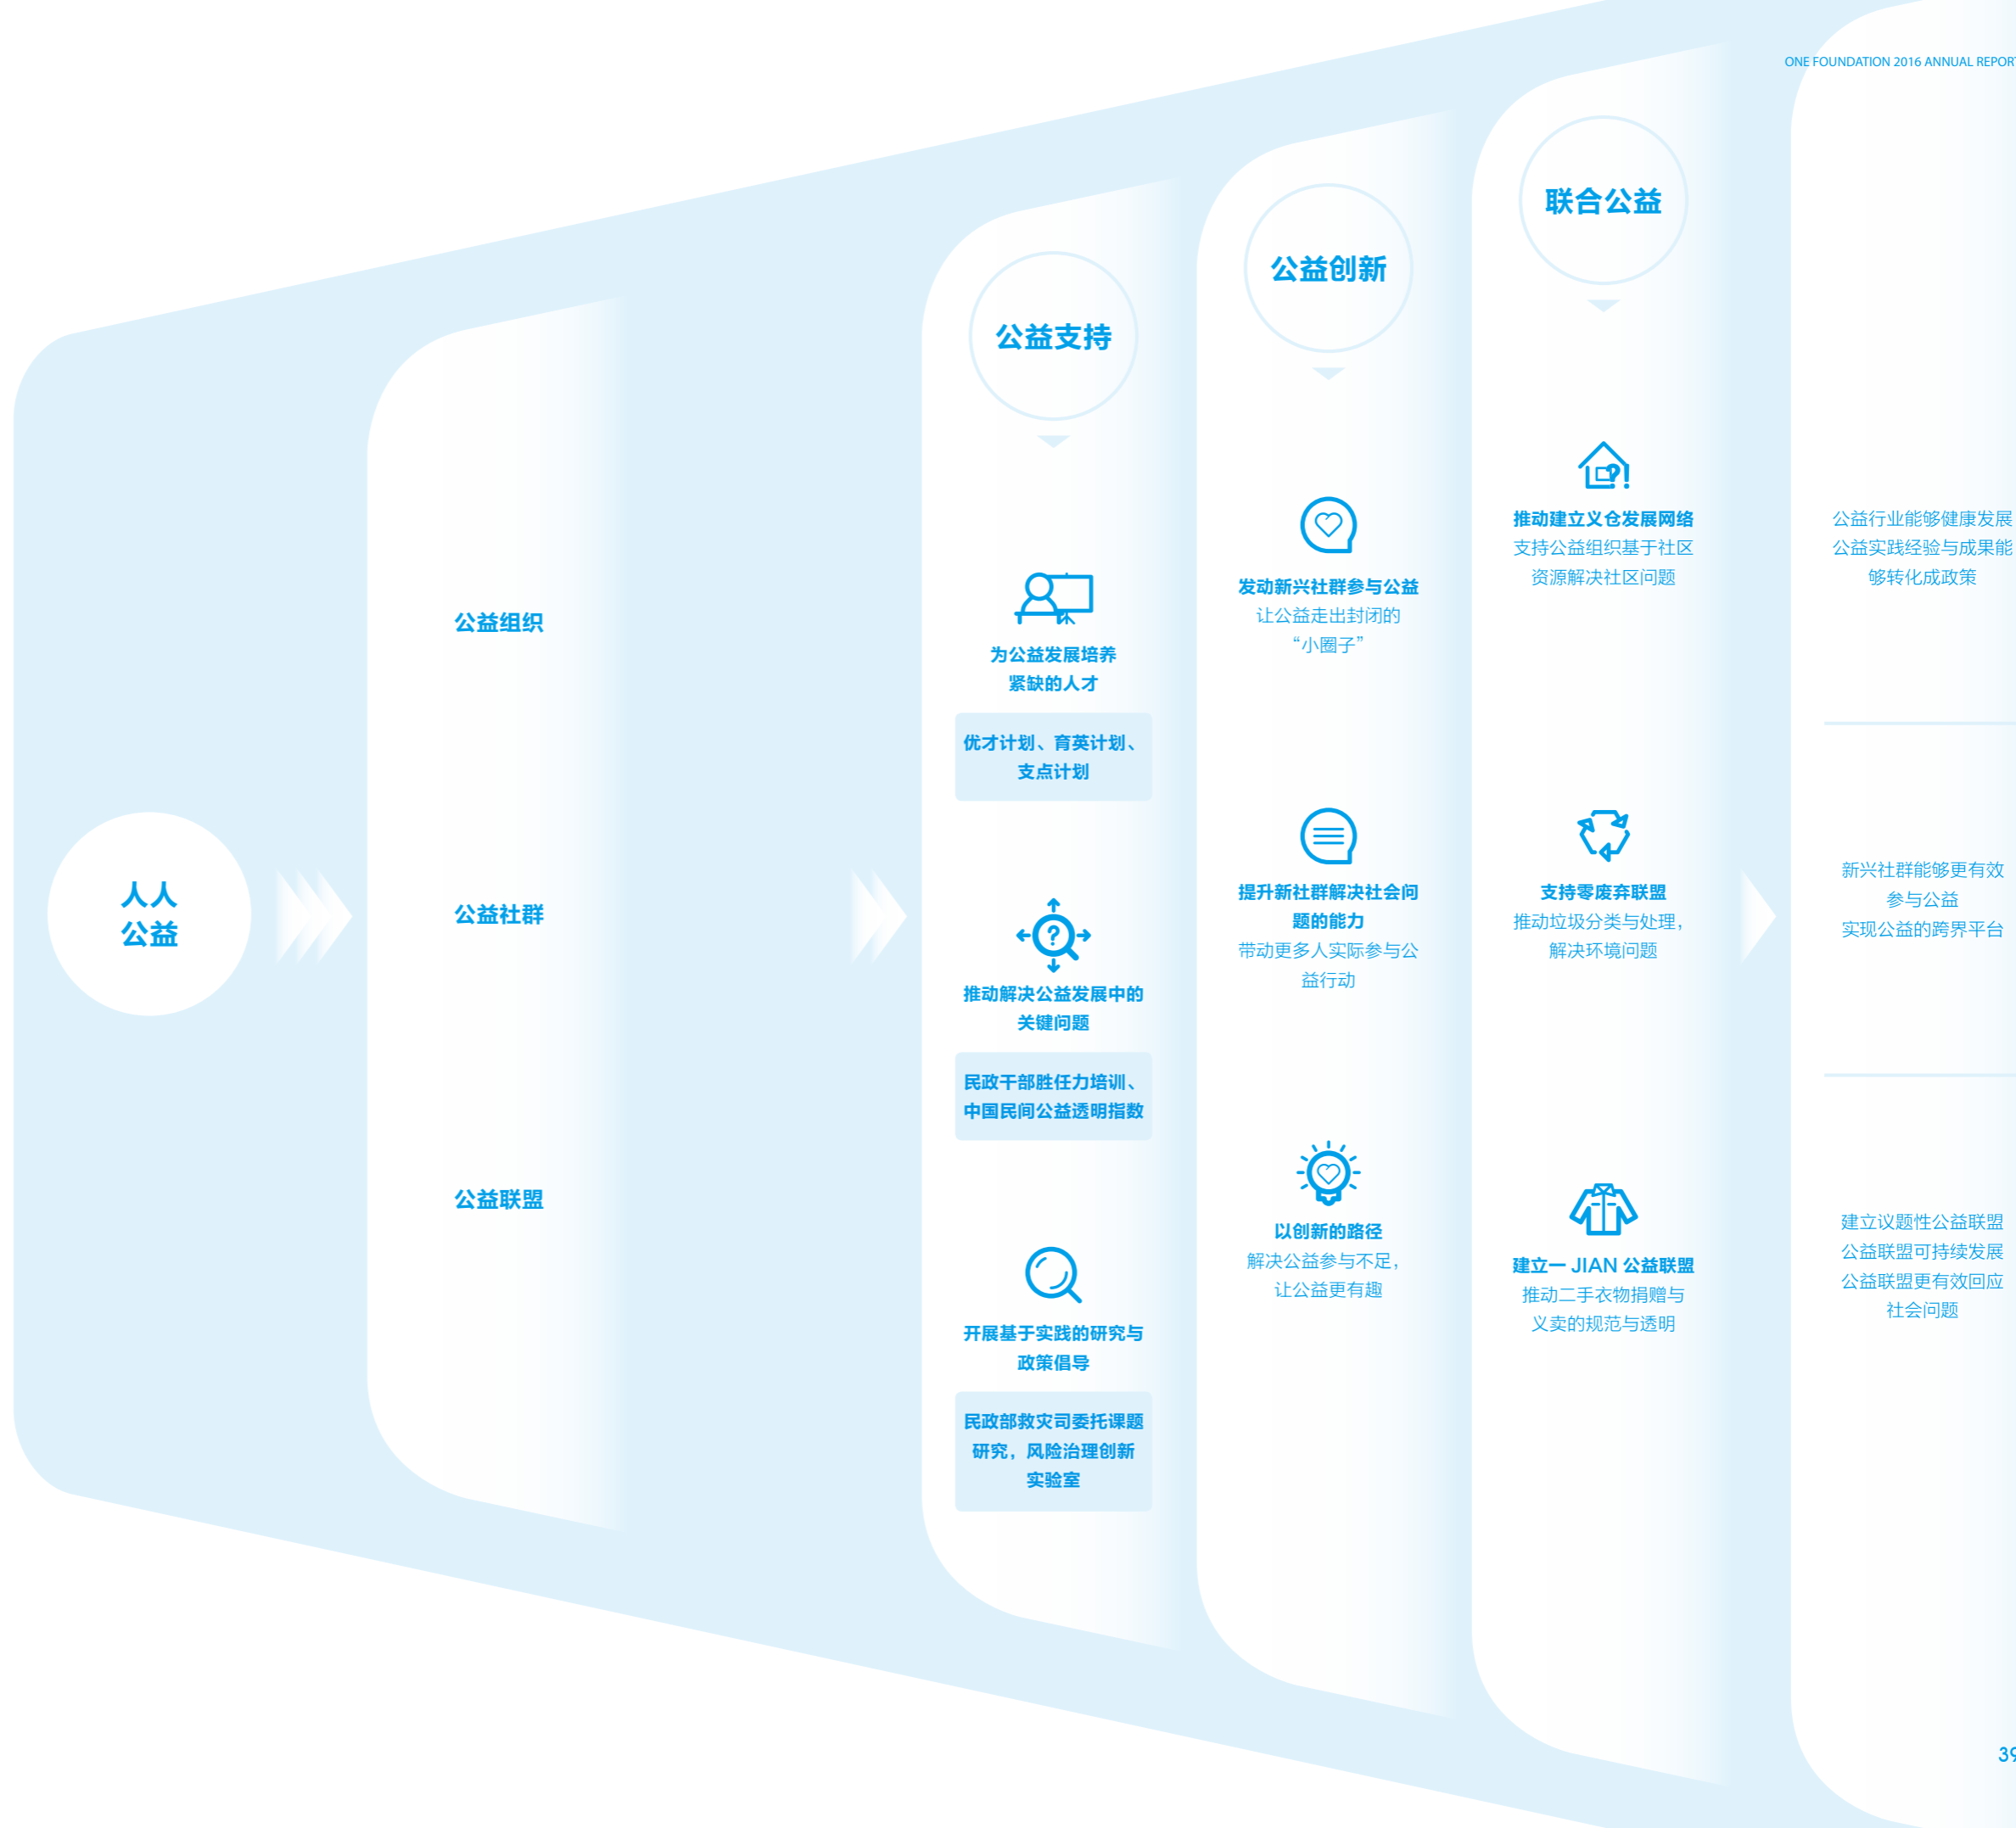 ONE FOUNDATION 2016 ANNUAL REPORT
人人
公益
公益组织
公益社群
公益联盟
公益支持
为公益发展培养
紧缺的人才
优才计划、育英计划、
支点计划
推动解决公益发展中的
关键问题
民政干部胜任力培训、
中国民间公益透明指数
开展基于实践的研究与
政策倡导
民政部救灾司委托课题
研究，风险治理创新
实验室
公益创新
发动新兴社群参与公益
让公益走出封闭的
“小圈子”
提升新社群解决社会问
题的能力
带动更多人实际参与公
益行动
以创新的路径
解决公益参与不足，
让公益更有趣
联合公益
推动建立义仓发展网络
支持公益组织基于社区
资源解决社区问题
支持零废弃联盟
推动垃圾分类与处理，
解决环境问题
建立一 JIAN 公益联盟
推动二手衣物捐赠与
义卖的规范与透明
公益行业能够健康发展
公益实践经验与成果能
够转化成政策
新兴社群能够更有效
参与公益
实现公益的跨界平台
建立议题性公益联盟
公益联盟可持续发展
公益联盟更有效回应
社会问题
39